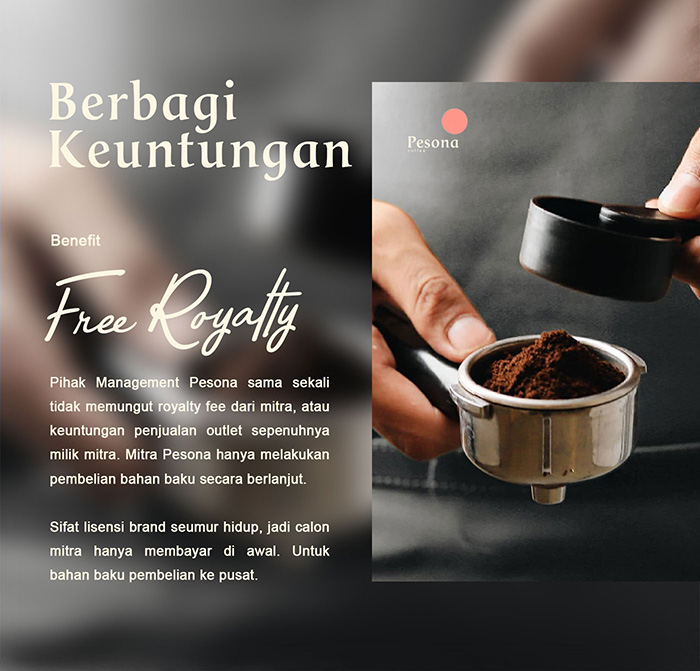 Berbagi
Keuntungan
Pesona
coffee
Benefit
Free Royalty
Pihak Management Pesona sama sekali
tidak memungut royalty fee dari mitra, atau
keuntungan penjualan outlet sepenuhnya
milik mitra. Mitra Pesona hanya melakukan
pembelian bahan baku secara berlanjut.
Sifat lisensi brand seumur hidup, jadi calon
mitra hanya membayar di awal. Untuk
bahan baku pembelian ke pusat.